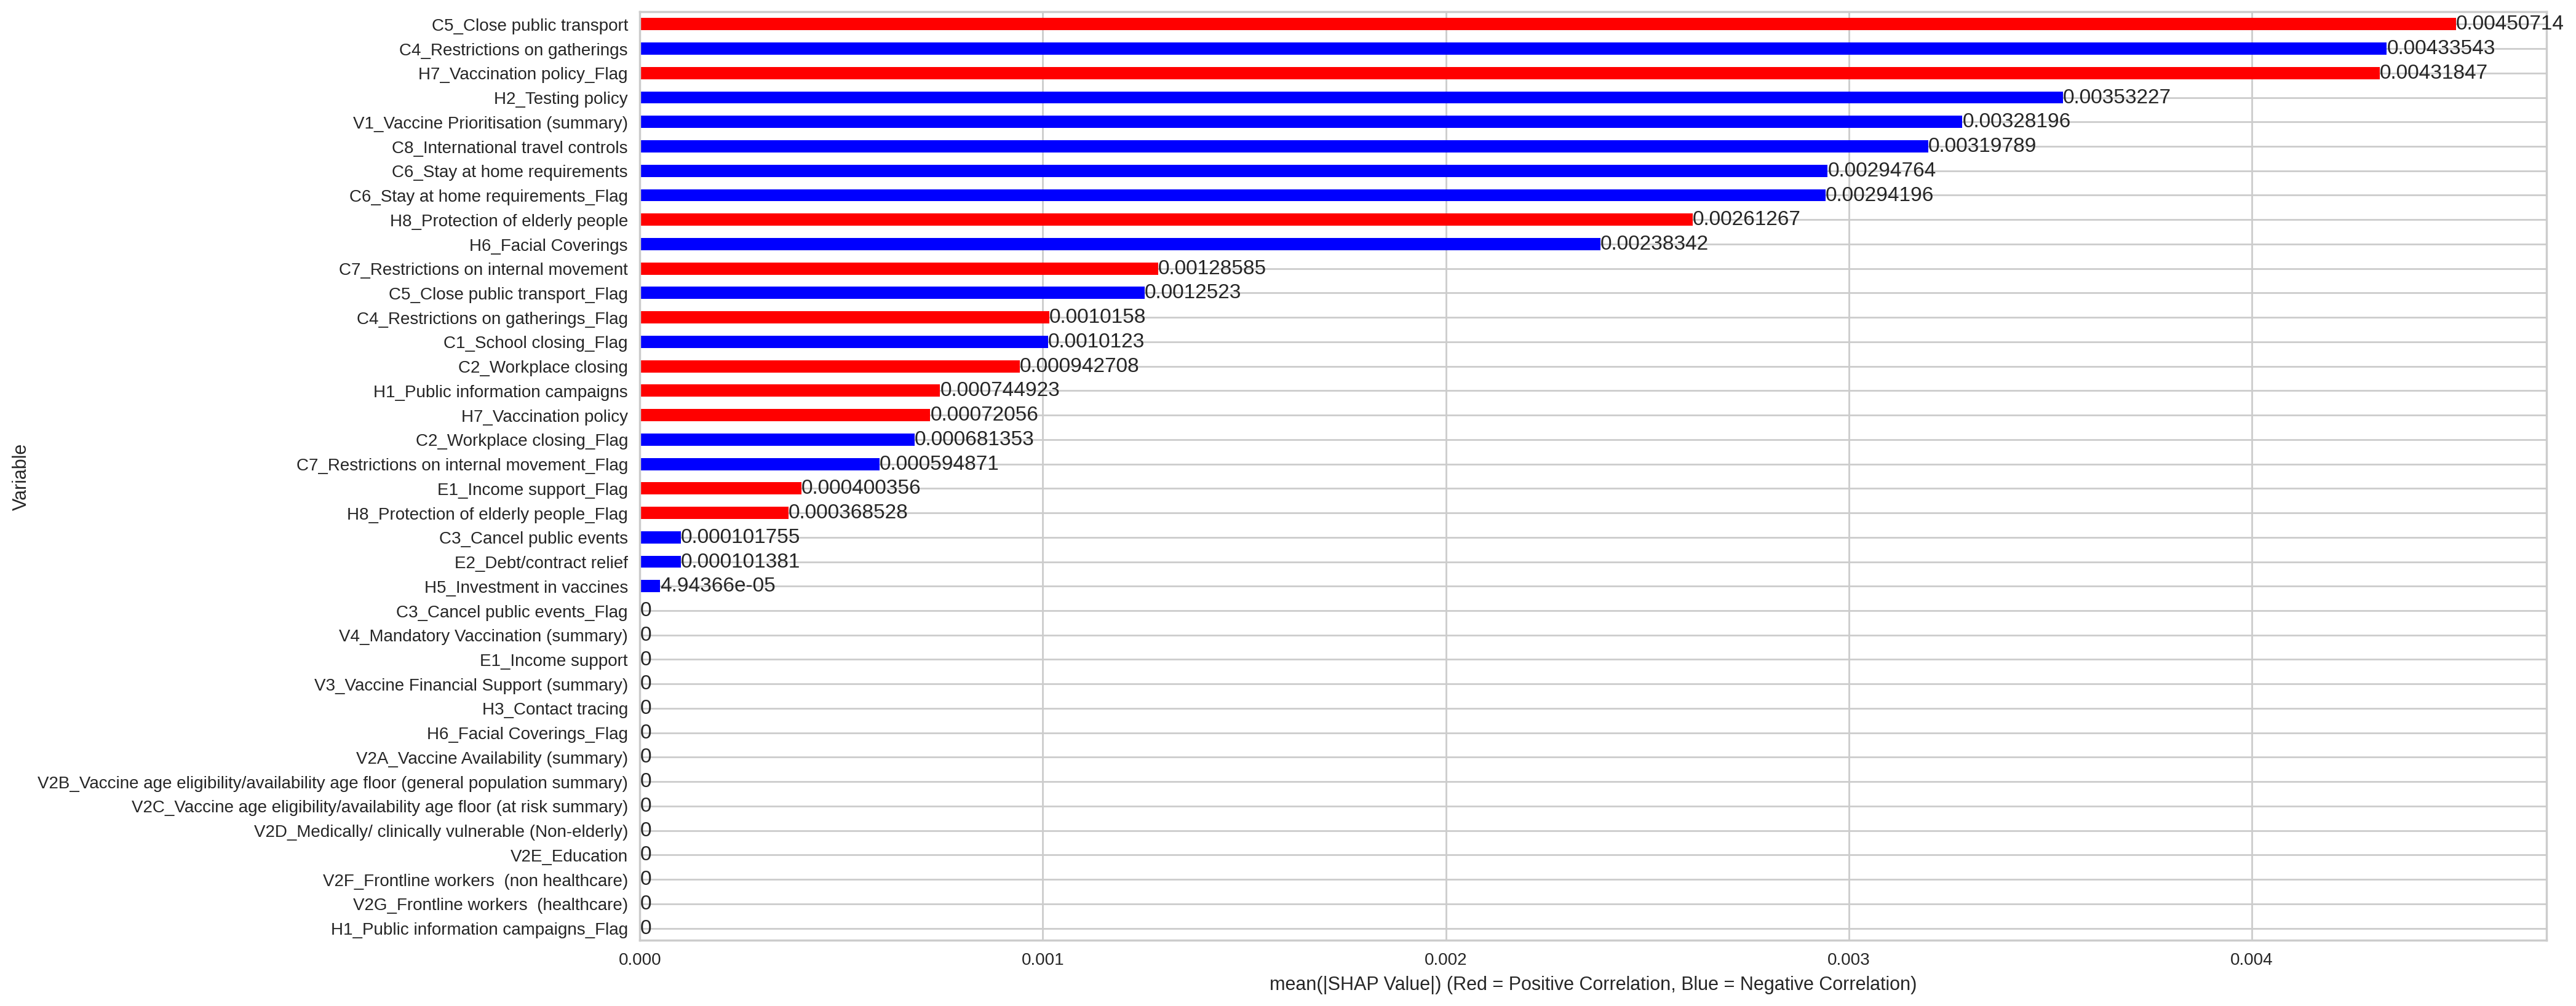 C5_Close public transport 0.00450714
C4_Restrictions on gatherings 0.00433543
H7_Vaccination policy_Flag 0.00431847
H2_Testing policy 0.00353227
V1_Vaccine Prioritisation (summary) 0.00328196
C8_International travel controls 0.00319789
C6_Stay at home requirements 0.00294764
C6_Stay at home requirements_Flag 0.00294196
H8_Protection of elderly people 0.00261267
H6_Facial Coverings 0.00238342
C7_Restrictions on internal movement 0.00128585
C5_Close public transport_Flag 0.0012523
C4_Restrictions on gatherings_Flag 0.0010158
C1_School closing_Flag 0.0010123
C2_Workplace closing 0.000942708
H1_Public information campaigns 0.000744923
H7_Vaccination policy 0.00072056
C2_Workplace closing_Flag 0.000681353
C7_Restrictions on internal movement_Flag 0.000594871
E1_Income support_Flag 0.000400356
H8_Protection of elderly people_Flag 0.000368528
C3_Cancel public events 0.000101755
E2_Debt/contract relief 0.000101381
H5_Investment in vaccines 4.94366e-05
C3_Cancel public events_Flag 0
V4_Mandatory Vaccination (summary) 0
E1_Income support 0
V3_Vaccine Financial Support (summary) 0
H3_Contact tracing 0
H6_Facial Coverings_Flag 0
V2A_Vaccine Availability (summary) 0
V2B_Vaccine age eligibility/availability age floor (general population summary) 0
V2C_Vaccine age eligibility/availability age floor (at risk summary) 0
V2D_Medically/ clinically vulnerable (Non-elderly) 0
V2E_Education 0
V2F_Frontline workers  (non healthcare) 0
V2G_Frontline workers  (healthcare) 0
H1_Public information campaigns_Flag 0
Variable
0.000 0.001 0.002 0.003 0.004
mean(|SHAP Value|) (Red = Positive Correlation, Blue = Negative Correlation)